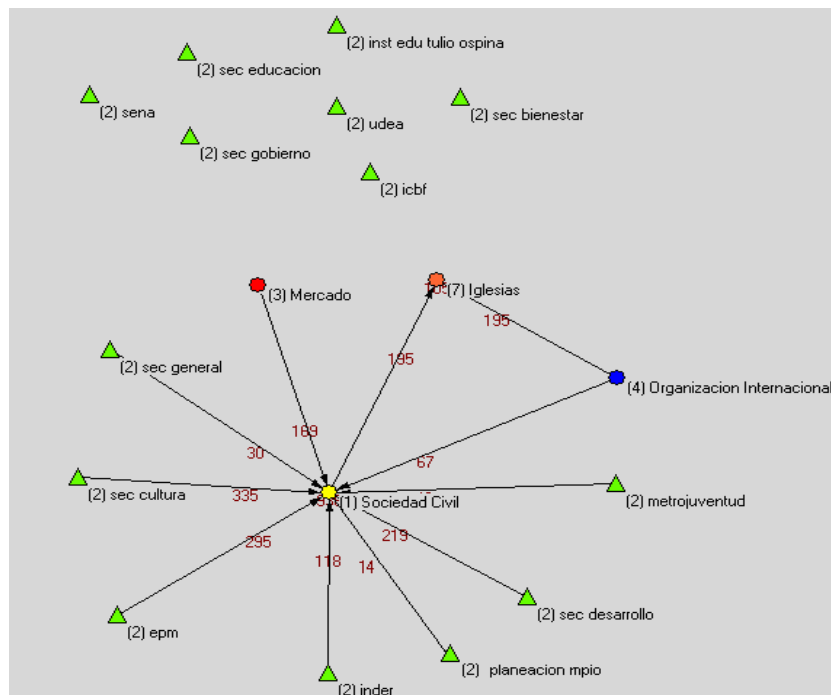 (2) inst edu tulio ospina
(2) sec educacion
(2) sena
(2) udea
(2) sec bienestar
(2) sec gobierno
(2) icbf
(3) Mercado
(7) Iglesias
195
(2) sec general
195
(4) Organizacion Internacional
189
30
67
(2) sec cultura
335
(1) Sociedad Civil
(2) metrojuventud
295
118
14
219
(2) epm
(2) sec desarrollo
(2) planeacion mpio
(2) inder